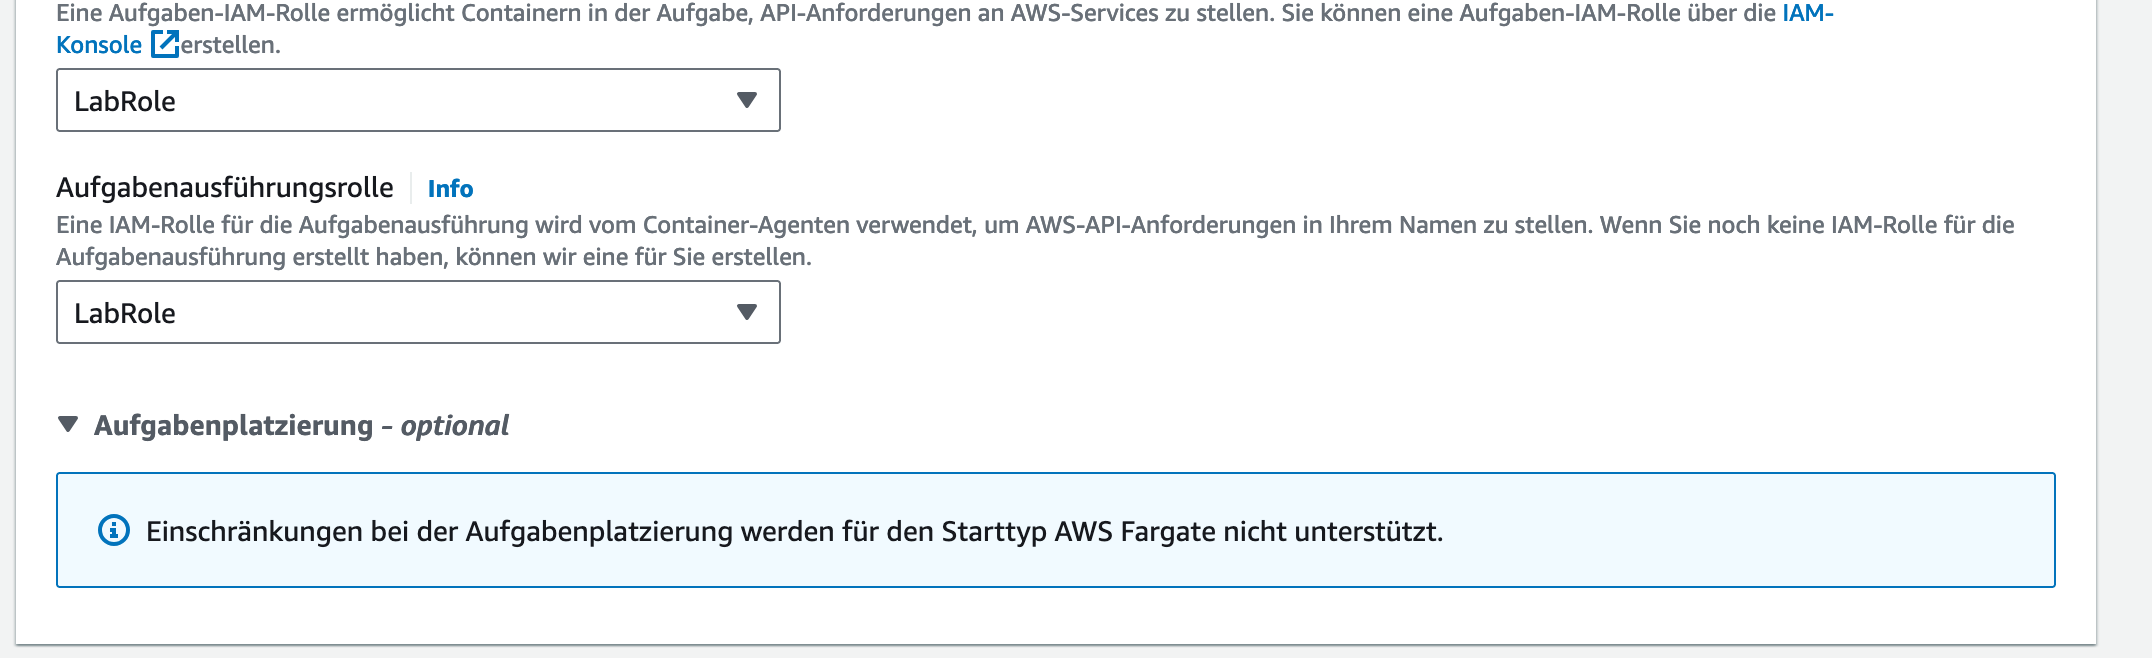 Eine Aufgaben-IAM-Rolle ermöglicht Containern in der Aufgabe, API-Anforderungen an AWS-Services zu stellen. Sie können eine Aufgaben-IAM-Rolle über die IAM-
Konsole erstellen.
LabRole
Aufgabenausführungsrolle Info
Eine IAM-Rolle für die Aufgabenausführung wird vom Container-Agenten verwendet, um AWS-API-Anforderungen in Ihrem Namen zu stellen. Wenn Sie noch keine IAM-Rolle für die
Aufgabenausführung erstellt haben, können wir eine für Sie erstellen.
LabRole
Aufgabenplatzierung - optional
Einschränkungen bei der Aufgabenplatzierung werden für den Starttyp AWS Fargate nicht unterstützt.